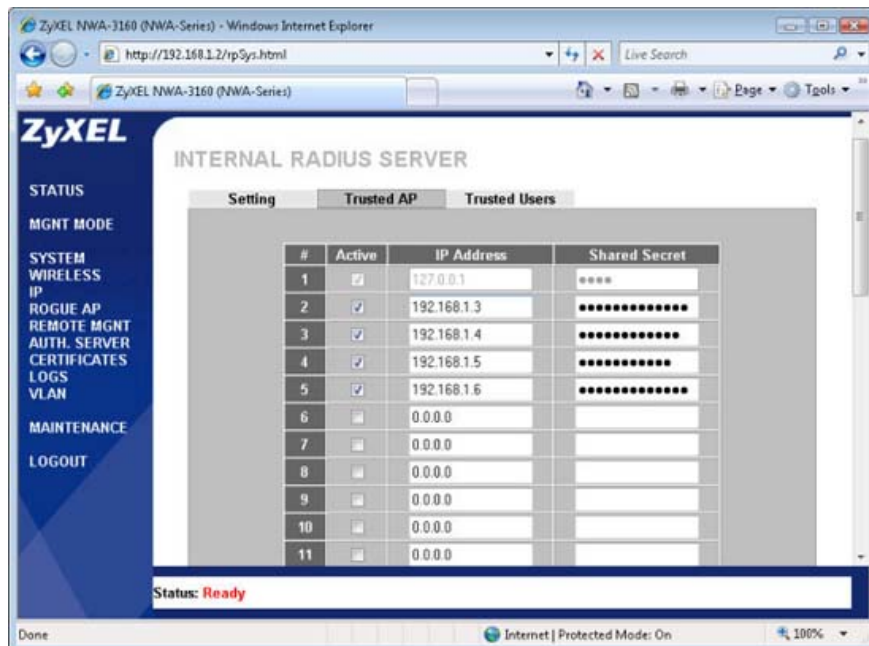 ZyXEL NWA-3160 (NWA-Series) - Windows Internet Explorer
http://192.168.1.2/rpSys.html
Live Search
ZyXEL NWA-3160 (NWA-Series)
Page
Tools
ZyXEL
STATUS
MGNT MODE
SYSTEM
WIRELESS
IP
ROGUE AP
REMOTE MGNT
AUTH. SERVER
CERTIFICATES
LOGS
VLAN
MAINTENANCE
LOGOUT
INTERNAL RADIUS SERVER
Setting Trusted AP Trusted Users
# Active IP Address Shared Secret
1 127.0.0.1 ●●●●
2 192.168.1.3 ●●●●●●●●●●●●●
3 192.168.1.4 ●●●●●●●●●●●●
4 192.168.1.5 ●●●●●●●●●●●
5 192.168.1.6 ●●●●●●●●●●●●●
6 0.0.0.0
7 0.0.0.0
8 0.0.0.0
9 0.0.0.0
10 0.0.0.0
11 0.0.0.0
Status: Ready
Done
Internet | Protected Mode: On
100%